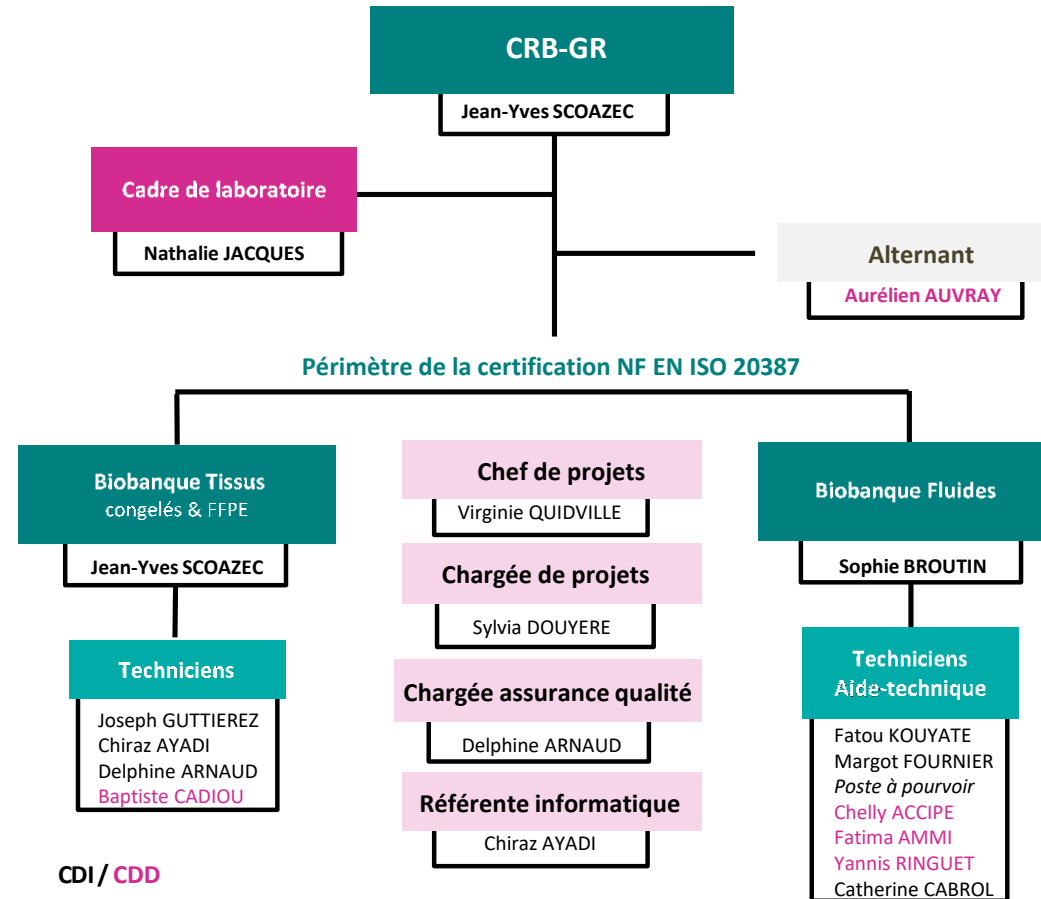 CRB-GR
Jean-Yves SCOAZEC
Cadre de laboratoire
Nathalie JACQUES
Alternant
Aurélien AUVRAY
Périmètre de la certification NF EN ISO 20387
Biobanque Tissus
congelés & FFPE
Jean-Yves SCOAZEC
Techniciens
Joseph GUTTIEREZ
Chiraz AYADI
Delphine ARNAUD
Baptiste CADIOU
Chef de projets
Virginie QUIDVILLE
Chargée de projets
Sylvia DOUYERE
Chargée assurance qualité
Delphine ARNAUD
Référente informatique
Chiraz AYADI
Biobanque Fluides
Sophie BROUTIN
Techniciens
Aide-technique
Fatou KOUYATE
Margot FOURNIER
Poste à pourvoir
Chelly ACCIPE
Fatima AMMI
Yannis RINGUET
Catherine CABROL
CDI / CDD